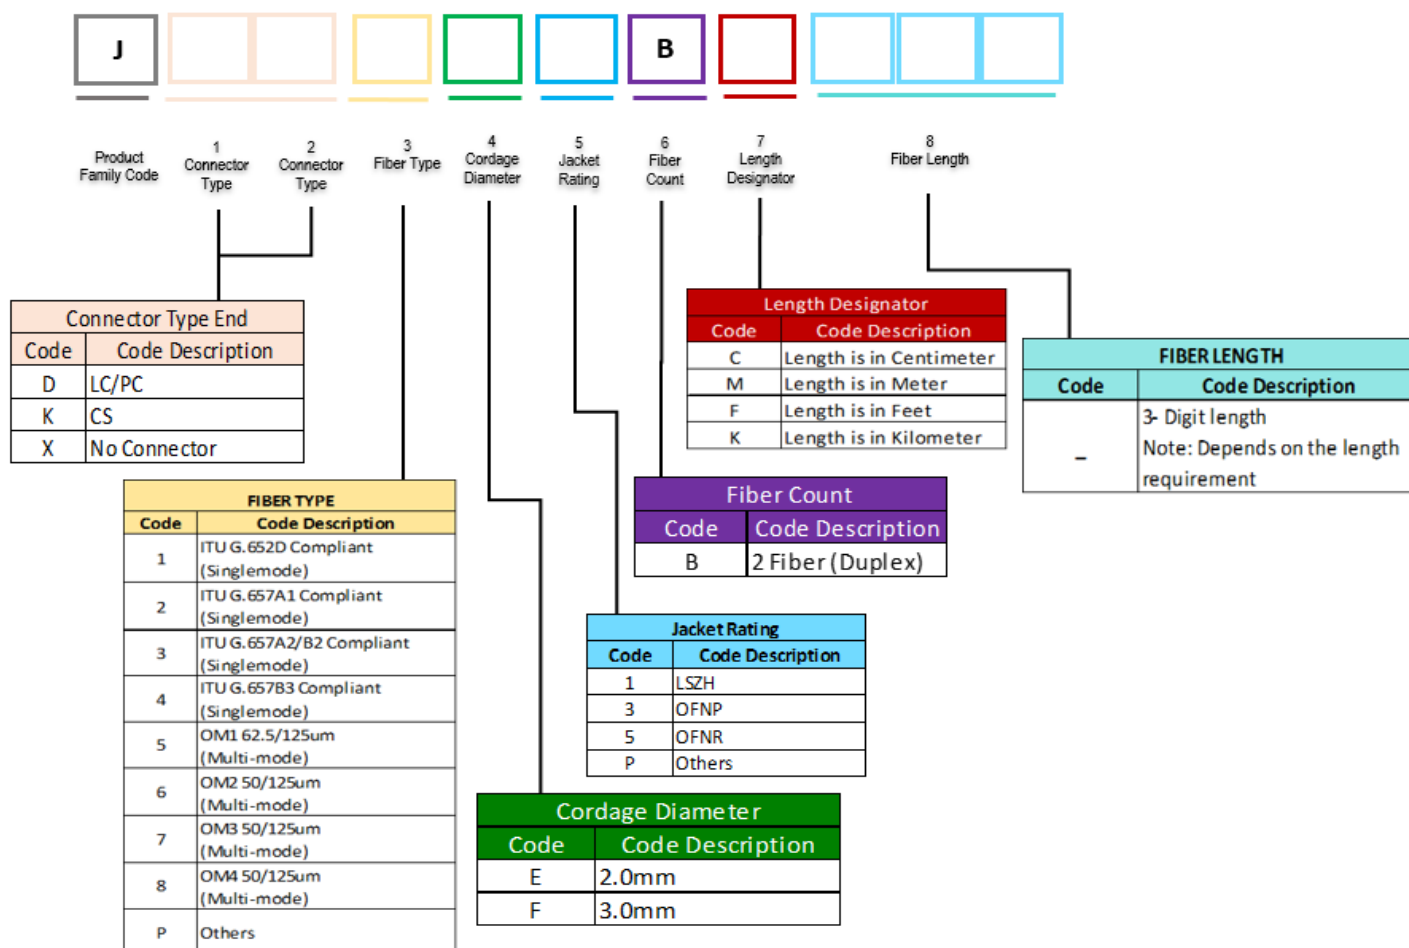 J B
Product Family Code
1 Connector Type
2 Connector Type
3 Fiber Type
4 Cordage Diameter
5 Jacket Rating
6 Fiber Count
7 Length Designator
8 Fiber Length
Connector Type End
Code Code Description
D LC/PC
K CS
X No Connector
Length Designator
Code Code Description
C Length is in Centimeter
M Length is in Meter
F Length is in Feet
K Length is in Kilometer
FIBER LENGTH
Code Code Description
3- Digit length
Note: Depends on the length
– requirement
FIBER TYPE
Code Code Description
1 ITU G.652D Compliant
(Singlemode)
2 ITU G.657A1 Compliant
(Singlemode)
3 ITU G.657A2/B2 Compliant
(Singlemode)
4 ITU G.657B3 Compliant
(Singlemode)
5 OM1 62.5/125um
(Multi-mode)
6 OM2 50/125um
(Multi-mode)
7 OM3 50/125um
(Multi-mode)
8 OM4 50/125um
(Multi-mode)
P Others
Fiber Count
Code Code Description
B 2 Fiber (Duplex)
Jacket Rating
Code Code Description
1 LSZH
3 OFNP
5 OFNR
P Others
Cordage Diameter
Code Code Description
E 2.0mm
F 3.0mm